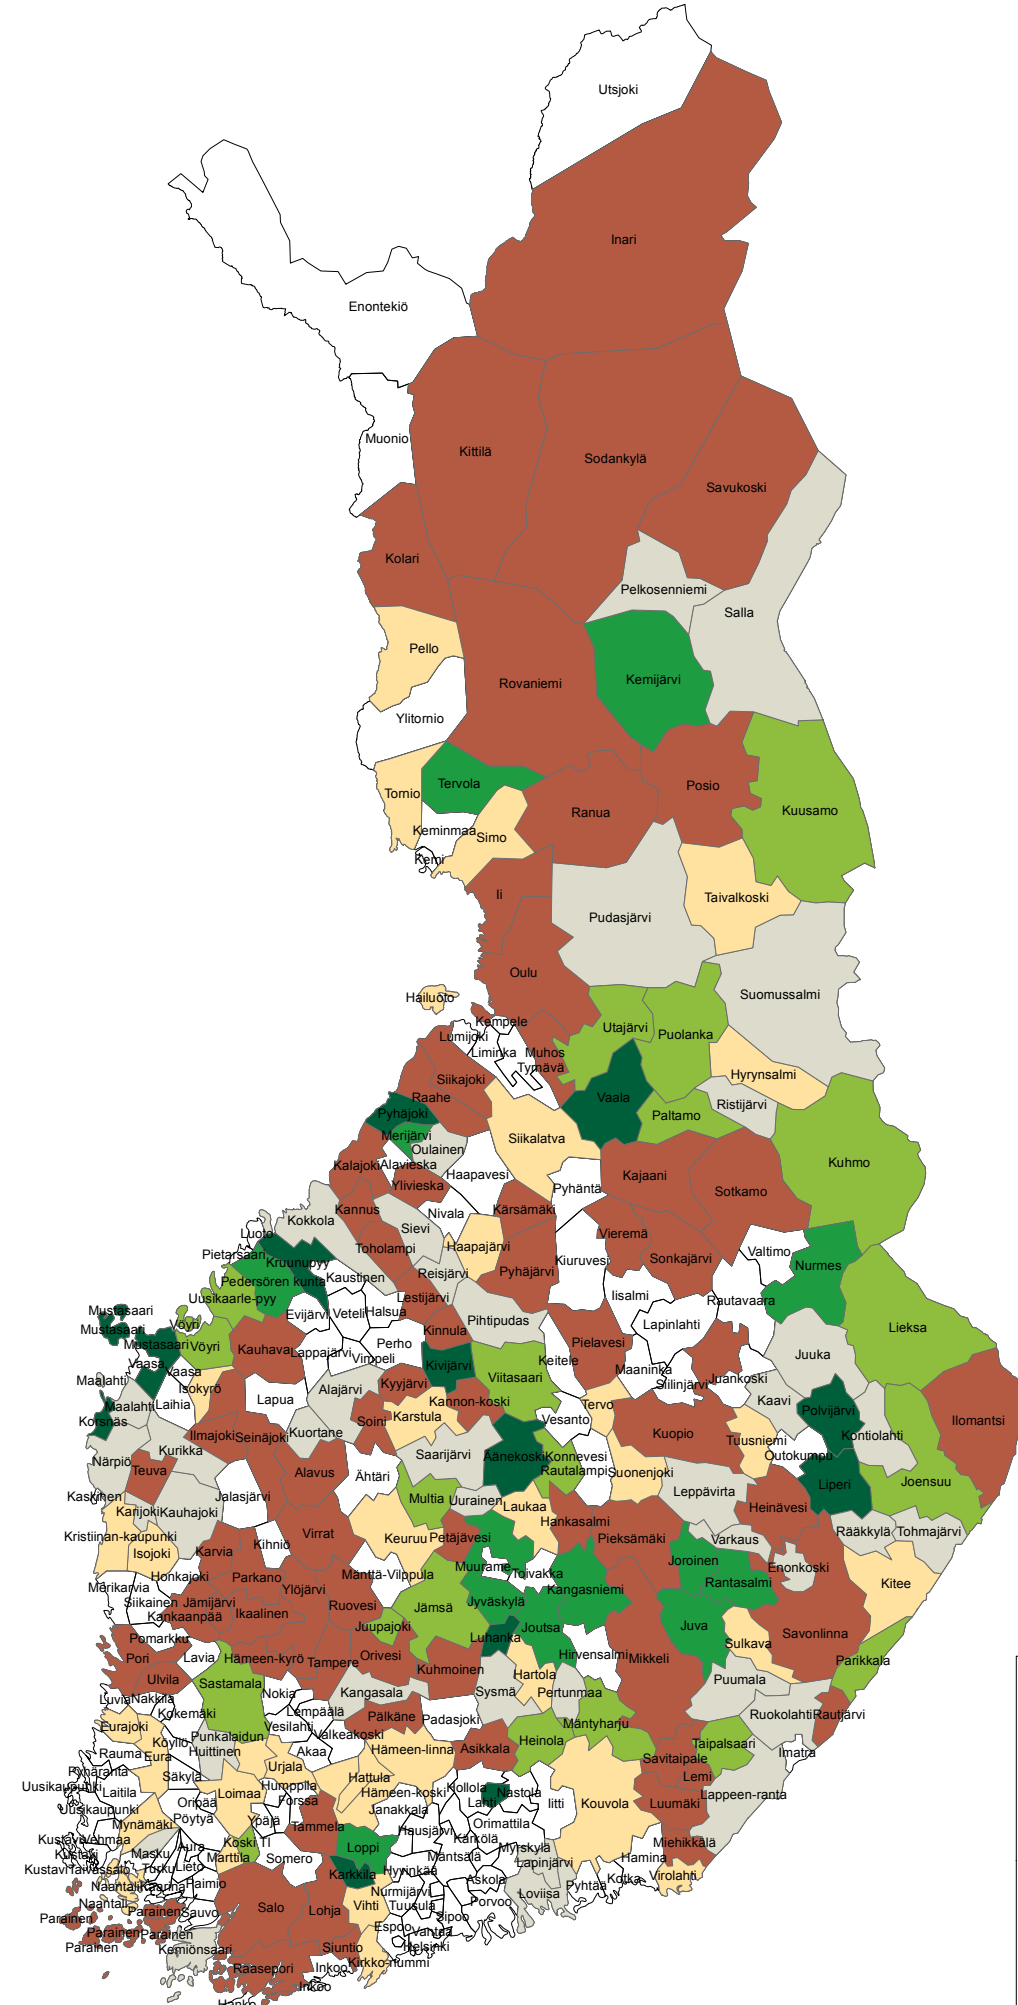 Utsjoki
Inari
Enontekiö
Muonio
Kittilä
Sodankylä
Savukoski
Kolari
Pelkosenniemi
Salla
Pello
Rovaniemi
Kemijärvi
Ylitornio
Tornio
Tervola
Posio
Ranua
Kuusamo
Keminmaa
Simo
Kemi
Ii
Taivalkoski
Pudasjärvi
Oulu
Hailuoto
Suomussalmi
Kempele
Utajärvi
Puolanka
Lumijoki
Liminka
Muhos
Tyrnävä
Hyrynsalmi
Siikajoki
Raahe
Vaala
Ristijärvi
Pyhäjoki
Paltamo
Merijärvi
Oulainen
Siikalatva
Kuhmo
Kalajoki
Alavieska
Haapavesi
Kajaani
Ylivieska
Pyhäntä
Sotkamo
Kannus
Kärsämäki
Kokkola
Sievi
Nivala
Vieremä
Luoto
Toholampi
Haapajärvi
Valtimo
Pietarsaari
Kruunupyy
Kiuruvesi
Sonkajärvi
Nurmes
Pedersören kunta
Kaustinen
Reisjärvi
Pyhäjärvi
Uusikaarle-pyy
Lestijärvi
Iisalmi
Rautavaara
Mustasaari
Evijärvi
Veteli
Halsua
Lapinlahti
Lieksa
Mustasaari
Vöyri
Pihtipudas
Mustasaari
Vöyri
Kauhava
Lappajärvi
Perho
Kinnula
Pielavesi
Juuka
Vaasa
Vaasa
Vimpeli
Kivijärvi
Keitele
Maaninka
Maalahti
Isokyrö
Viitasaari
Siilinjärvi
Juankoski
Maalahti
Laihia
Lapua
Alajärvi
Kyyjärvi
Kannon-koski
Tervo
Kaavi
Polvijärvi
Ilomantsi
Korsnäs
Soini
Karstula
Vesanto
Kuopio
Kontiolahti
Ilmajoki
Seinäjoki
Kuortane
Tuusniemi
Kurikka
Saarijärvi
Äänekoski
Konnevesi
Outokumpu
Närpiö
Teuva
Alavus
Ähtäri
Rautalampi
Suonenjoki
Liperi
Joensuu
Kaskinen
Jalasjärvi
Multia
Uurainen
Leppävirta
Karijoki
Kauhajoki
Laukaa
Heinävesi
Kristiinan-kaupunki
Virrat
Keuruu
Petäjävesi
Hankasalmi
Pieksämäki
Varkaus
Rääkkylä
Tohmajärvi
Isojoki
Karvia
Kihniö
Muurame
Toivakka
Joroinen
Enonkoski
Honkajoki
Parkano
Mänttä-Vilppula
Merikarvia
Ylöjärvi
Kangasniemi
Rantasalmi
Kitee
Siikainen
Jämijärvi
Ruovesi
Jyväskylä
Kankaanpää
Ikaalinen
Jämsä
Juupajoki
Joutsa
Juva
Savonlinna
Pomarkku
Luhanka
Sulkava
Pori
Lavia
Hämeen-kyrö
Tampere
Orivesi
Hirvensalmi
Mikkeli
Parikkala
Ulvila
Sastamala
Kuhmoinen
Hartola
Puumala
Luvia
Nakkila
Nokia
Kangasala
Sysmä
Pertunmaa
Kokemäki
Lempäälä
Pälkäne
Padasjoki
Mäntyharju
Ruokolahti
Rautjärvi
Eurajoki
Vesilahti
Valkeakoski
Punkalaidun
Köyliö
Huittinen
Heinola
Taipalsaari
Rauma
Eura
Akaa
Hämeen-linna
Asikkala
Savitaipale
Imatra
Pyhäranta
Säkylä
Urjala
Hattula
Lemi
Uusikaupunki
Laitila
Humppila
Hämeen-koski
Hollola
Nastola
Lappeen-ranta
Oripää
Loimaa
Forssa
Lahti
Iitti
Kouvola
Luumäki
Uusikaupunki
Pöytyä
Ypäjä
Janakkala
Mynämäki
Tammela
Orimattila
Kustavi
Vehmaa
Aura
Koski Tl
Loppi
Hausjärvi
Kärkölä
Miehikkälä
Kustavi
Masku
Marttila
Somero
Mäntsälä
Myrskylä
Hamina
Kustavi
Taivassalo
Turku
Lieto
Karkkila
Hyvinkää
Lapinjärvi
Virolahti
Naantali
Kaarina
Paimio
Nurmijärvi
Askola
Pyhtää
Kotka
Naantali
Sauvo
Salo
Vihti
Tuusula
Porvoo
Loviisa
Parainen
Parainen
Lohja
Sipoo
Parainen
Parainen
Espoo
Vantaa
Parainen
Kemiönsaari
Siuntio
Helsinki
Raasepori
Inkoo
Kirkko-nummi
Inkoo
Hanko